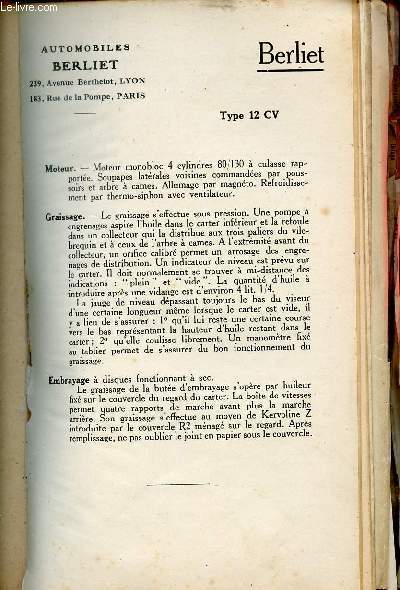 Le-Livre.fr
AUTOMOBILES
BERLIET
239, Avenue Berthelot, LYON
183, Rue de la Pompe, PARIS
Berliet
Type 12 CV
Moteur. — Moteur monobloc 4 cylindres 80/130 à culasse rap-
portée. Soupapes latérales voisines commandées par pous-
soirs et arbre à cames. Allumage par magnéto. Refroidisse-
ment par thermo-siphon avec ventilateur.
Graissage. — Le graissage s'effectue sous pression. Une pompe à
engrenages aspire l'huile dans le carter inférieur et la refoule
dans un collecteur qui la distribue aux trois paliers du vile-
brequin et à ceux de l'arbre à cames. A l'extrémité avant du
collecteur, un orifice calibré permet un arrosage des engre-
nages de distribution. Un indicateur de niveau est prévu sur
le carter. Il doit normalement se trouver à mi-distance des
indications : "plein" et "vide". La quantité d'huile à
introduire après une vidange est d'environ 4 lit. 1/4.
La jauge de niveau dépassant toujours le bas du viseur
d'une certaine longueur même lorsque le carter est vide, il
y a lien de s'assurer : 1° qu'il lui reste une certaine course
vers le bas représentant la hauteur d'huile restant dans le
carter ; 2° qu'elle coulisse librement. Un manomètre fixé
au tablier permet de s'assurer du bon fonctionnement du
graissage.
Embrayage à disques fonctionnant à sec.
Le graissage de la butée d'embrayage s'opère par huileur
fixé sur le couvercle du regard du carter. La boîte de vitesses
permet quatre rapports de marche avant plus la marche
arrière. Son graissage s'effectue au moyen de Kervoline Z
introduite par le couvercle R2 ménagé sur le regard. Après
remplissage, ne pas oublier le joint en papier sous le couvercle.